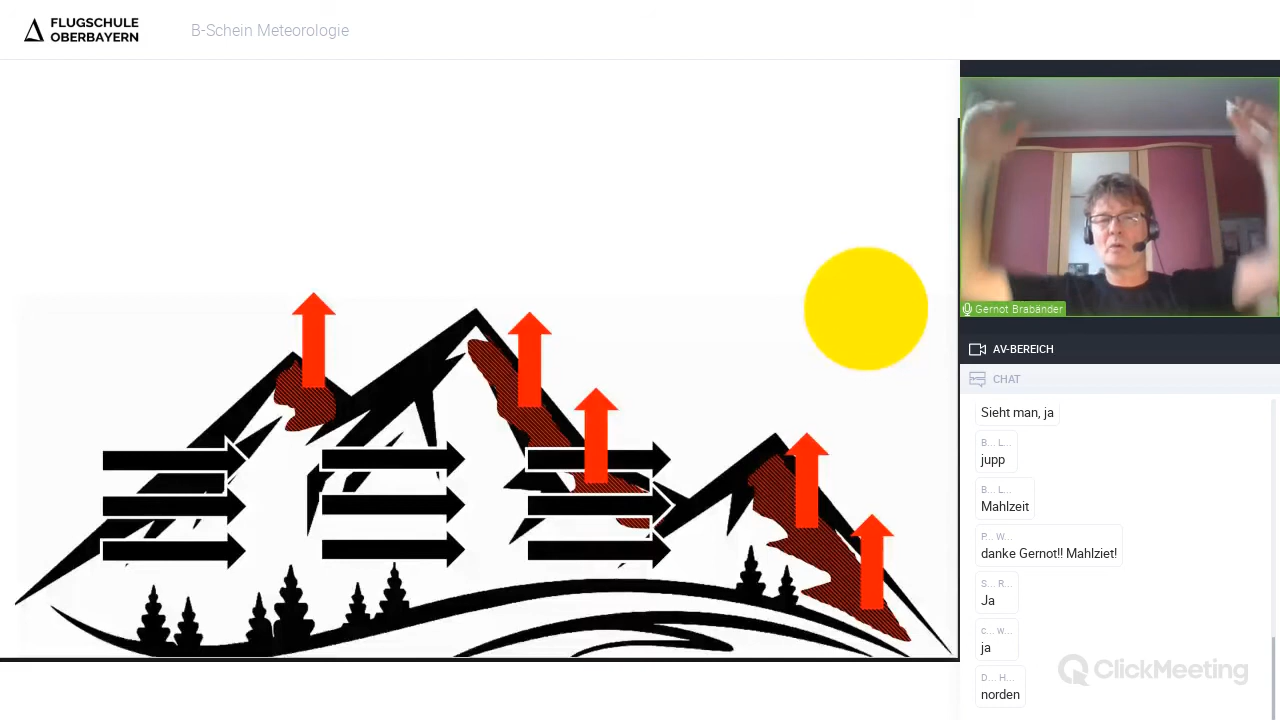 FLUGSCHULE
OBERBAYERN
B-Schein Meteorologie
Gernot Brabänder
AV-BEREICH
CHAT
Sieht man, ja
B... L...
jupp
B... L...
Mahlzeit
P... W...
danke Gernot!! Mahlziet!
S... R...
Ja
c... w...
ja
D... H...
norden
ClickMeeting